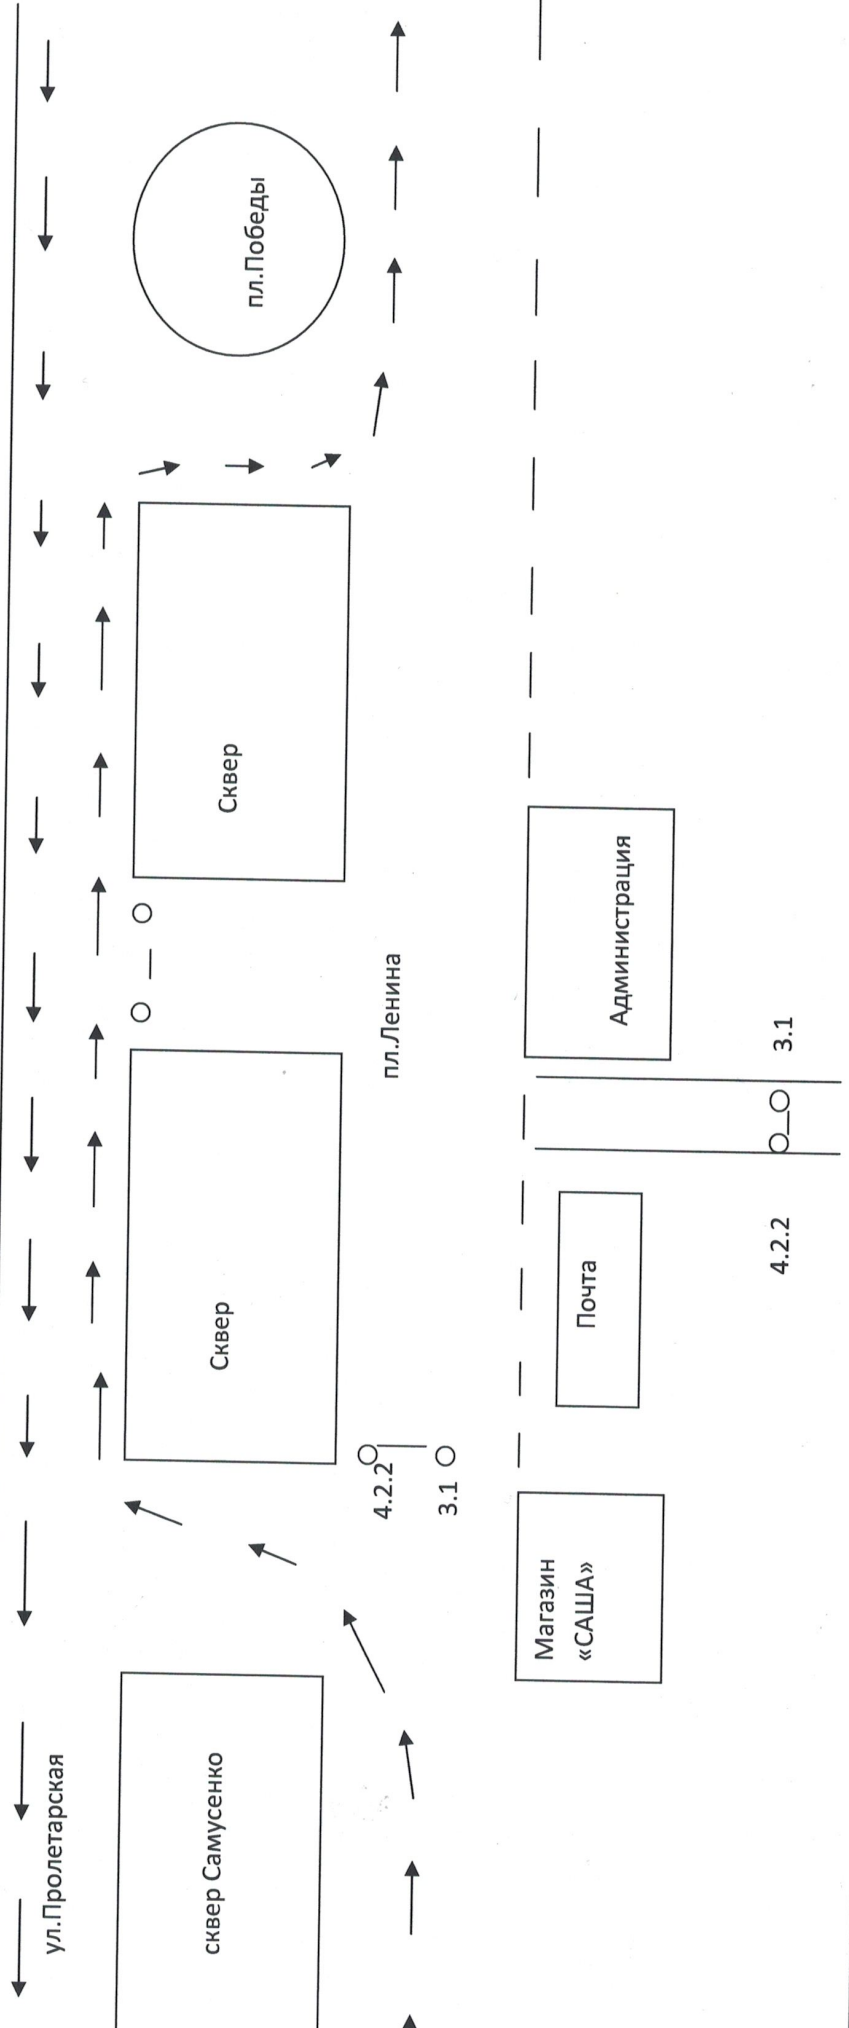 ул.Пролетарская
сквер Самусенко
Сквер
Сквер
пл.Победы
4.2.2
3.1
пл.Ленина
Магазин
«САША»
Почта
Администрация
4.2.2
3.1